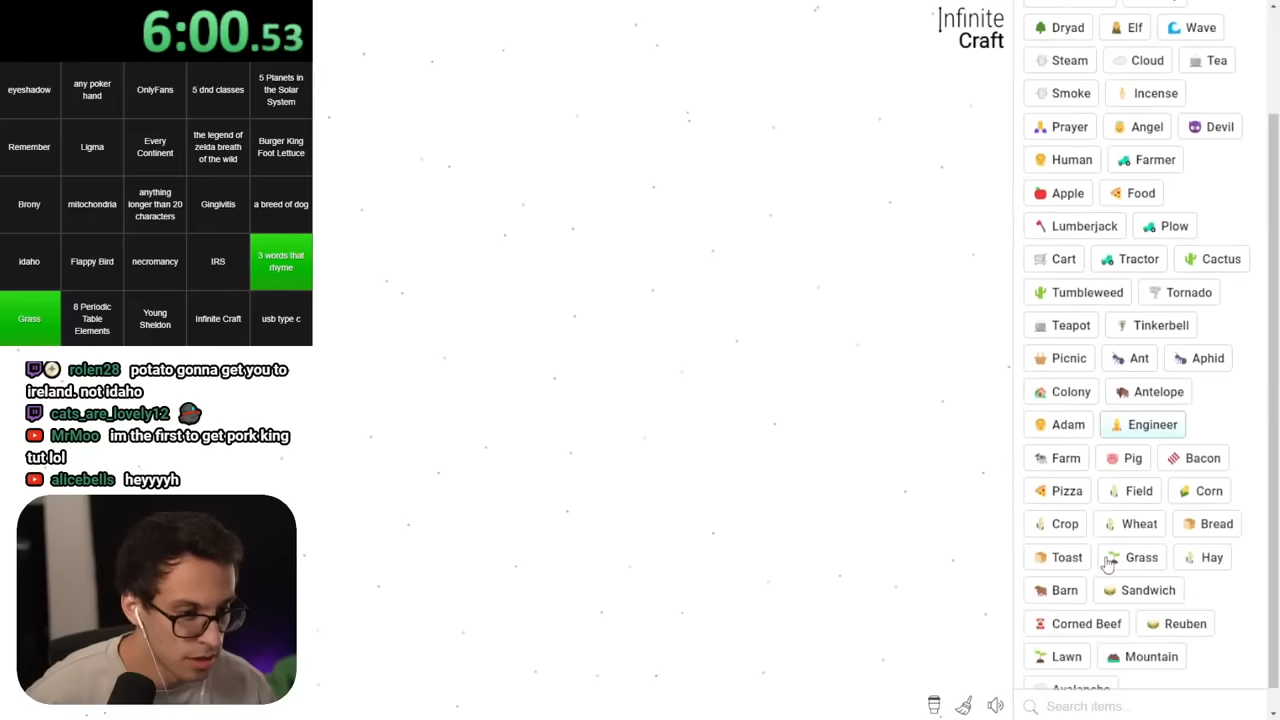 6:00.53
eyeshadow
any poker
hand
OnlyFans
5 dnd classes
5 Planets in
the Solar
System
Remember
Ligma
Every
Continent
the legend of
zelda breath
of the wild
Burger King
Foot Lettuce
Brony
mitochondria
anything
longer than 20
characters
Gingivitis
a breed of dog
idaho
Flappy Bird
necromancy
IRS
3 words that
rhyme
Grass
8 Periodic
Table
Elements
Young
Sheldon
Infinite Craft
usb type c
rolen28 potato gonna get you to
ireland. not idaho
cats_are_lovely12
MrMoo im the first to get pork king
tut lol
alicebells heyyyyh
Infinite
Craft
Dryad Elf Wave
Steam Cloud Tea
Smoke Incense
Prayer Angel Devil
Human Farmer
Apple Food
Lumberjack Plow
Cart Tractor Cactus
Tumbleweed Tornado
Teapot Tinkerbell
Picnic Ant Aphid
Colony Antelope
Adam Engineer
Farm Pig Bacon
Pizza Field Corn
Crop Wheat Bread
Toast Grass Hay
Barn Sandwich
Corned Beef Reuben
Lawn Mountain
Avalanche
Search items...